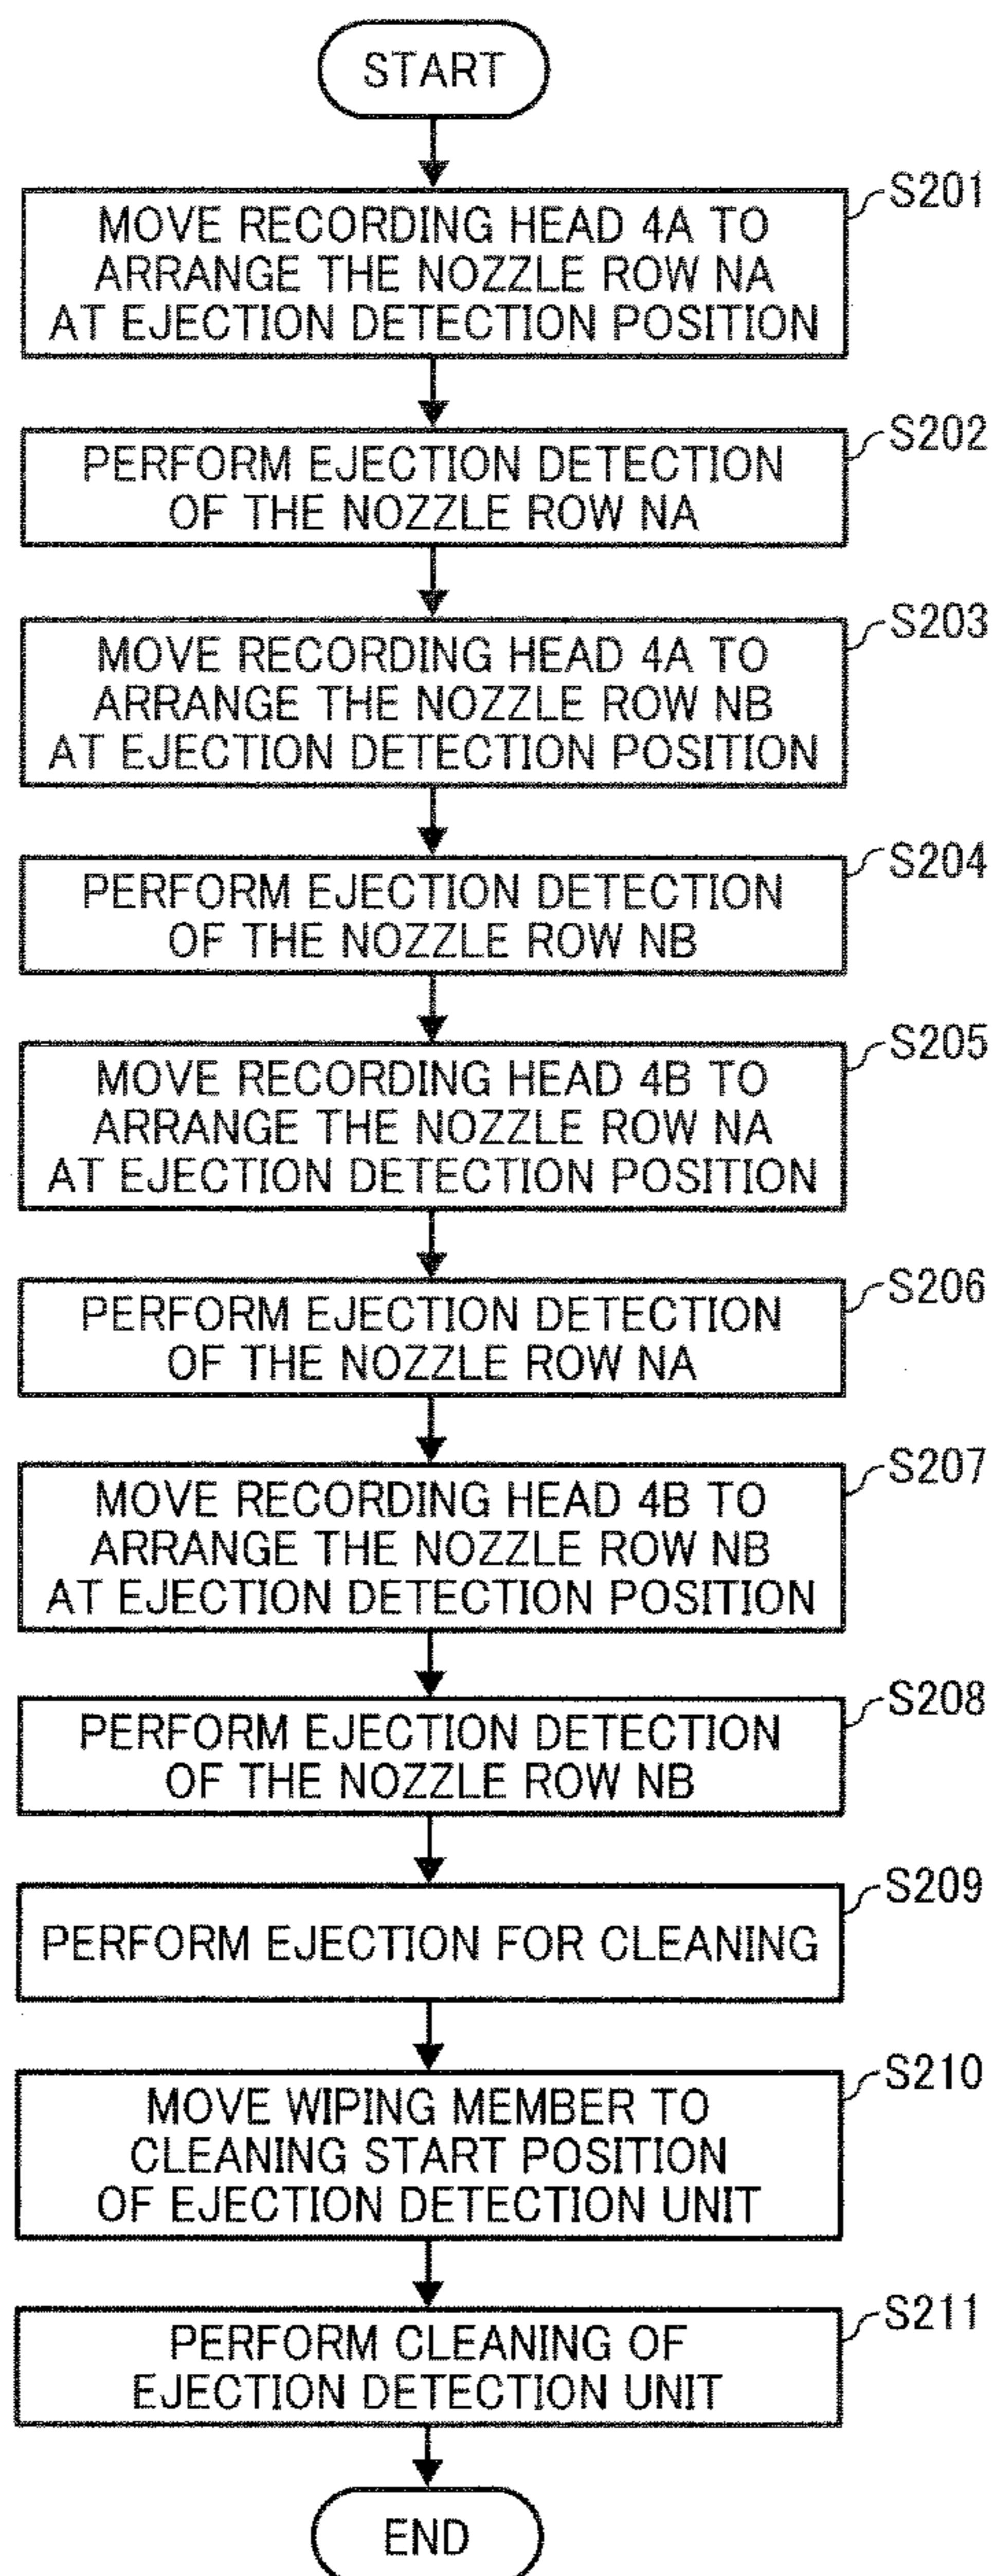 START
S201
MOVE RECORDING HEAD 4A TO
ARRANGE THE NOZZLE ROW NA
AT EJECTION DETECTION POSITION
S202
PERFORM EJECTION DETECTION
OF THE NOZZLE ROW NA
S203
MOVE RECORDING HEAD 4A TO
ARRANGE THE NOZZLE ROW NB
AT EJECTION DETECTION POSITION
S204
PERFORM EJECTION DETECTION
OF THE NOZZLE ROW NB
S205
MOVE RECORDING HEAD 4B TO
ARRANGE THE NOZZLE ROW NA
AT EJECTION DETECTION POSITION
S206
PERFORM EJECTION DETECTION
OF THE NOZZLE ROW NA
S207
MOVE RECORDING HEAD 4B TO
ARRANGE THE NOZZLE ROW NB
AT EJECTION DETECTION POSITION
S208
PERFORM EJECTION DETECTION
OF THE NOZZLE ROW NB
S209
PERFORM EJECTION FOR CLEANING
S210
MOVE WIPING MEMBER TO
CLEANING START POSITION
OF EJECTION DETECTION UNIT
S211
PERFORM CLEANING OF
EJECTION DETECTION UNIT
END